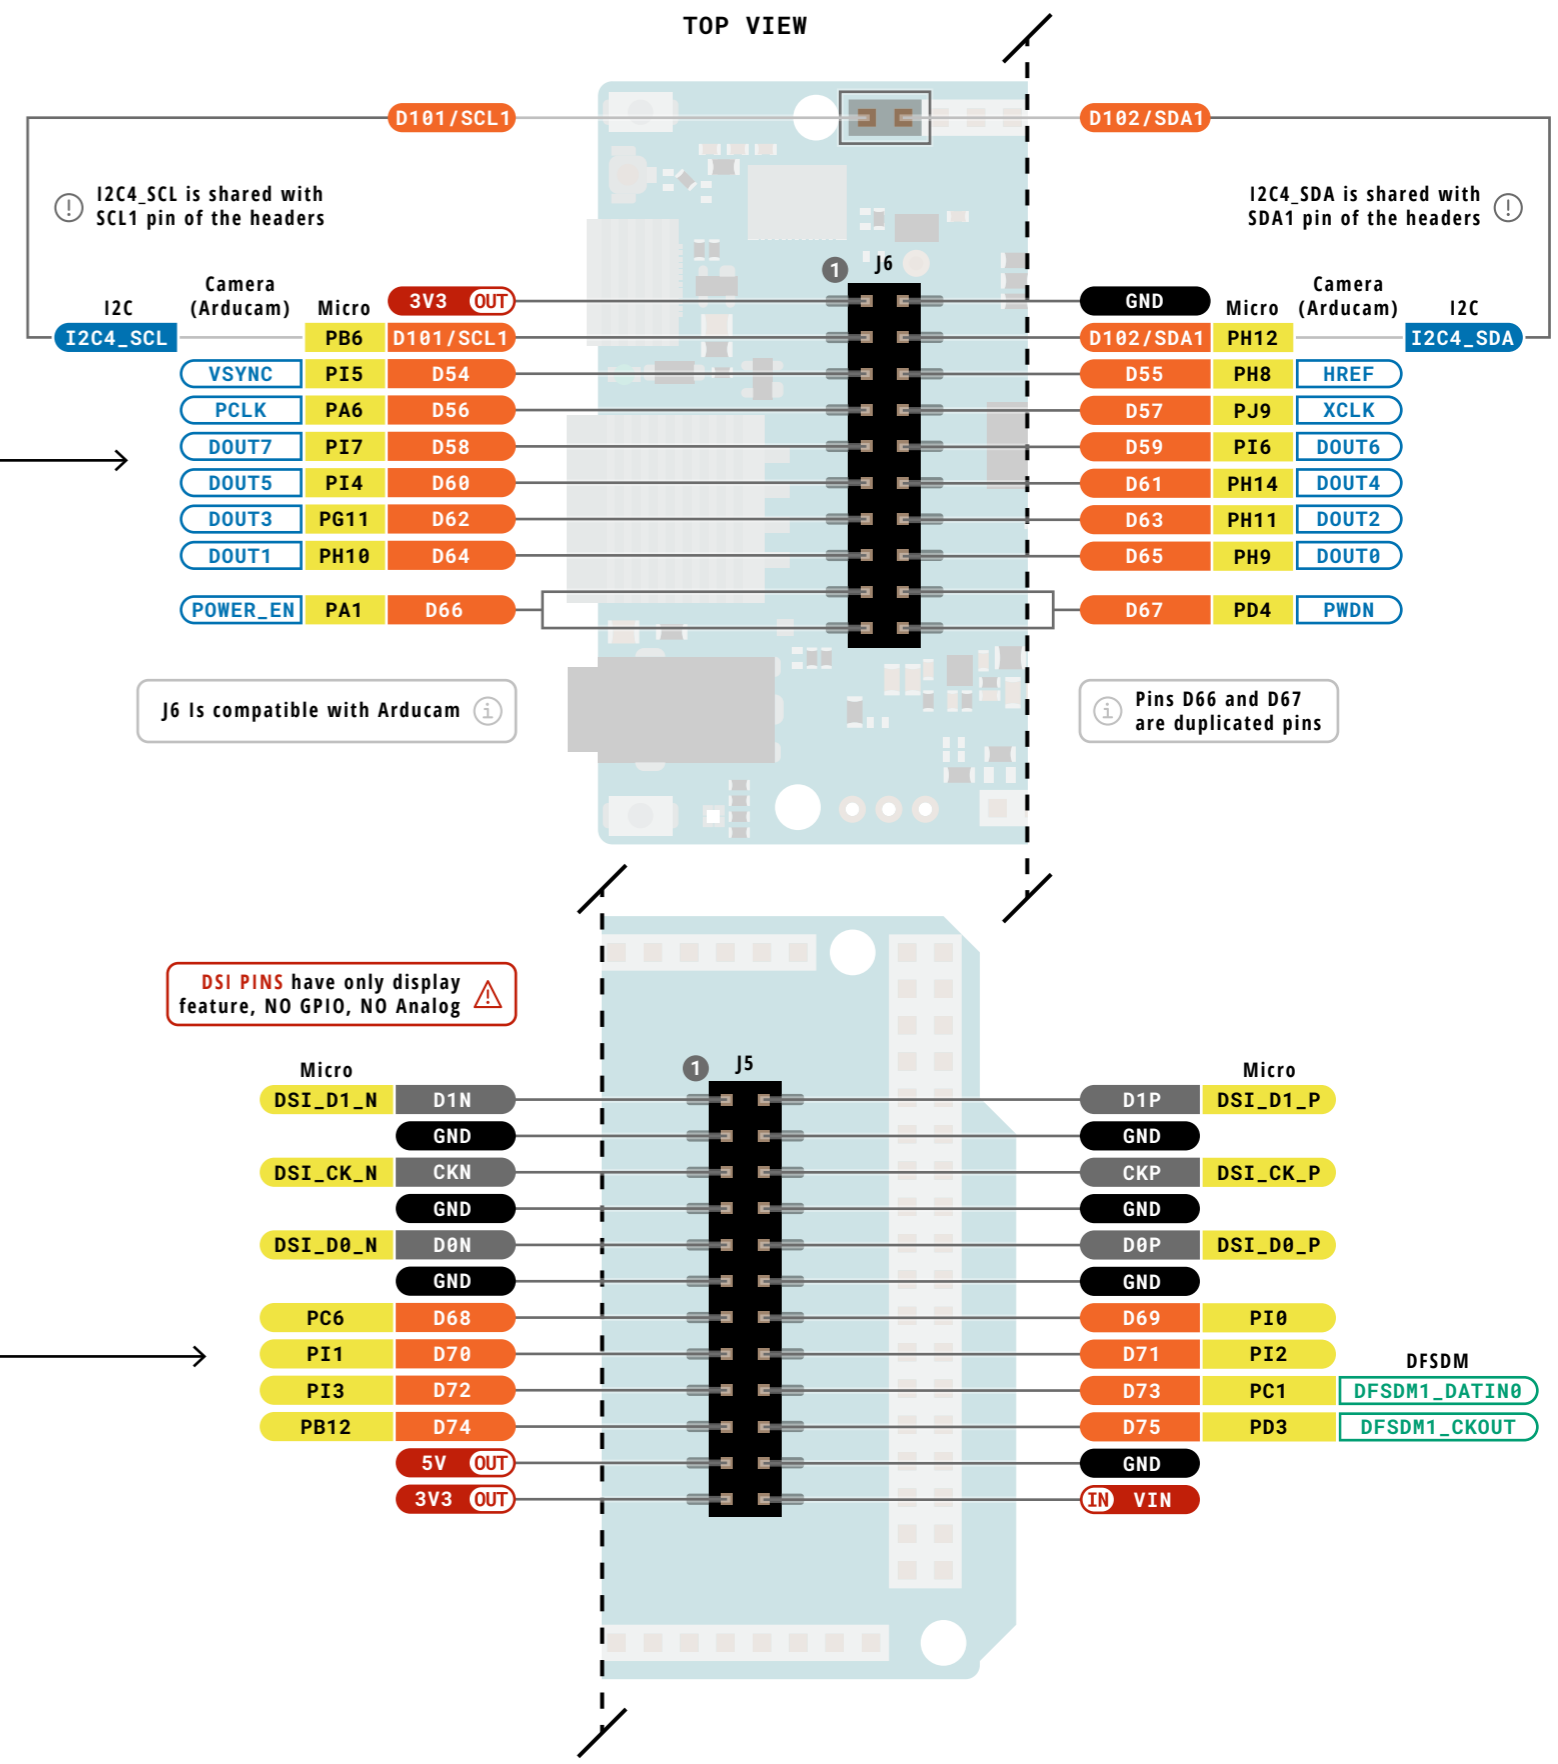 TOP VIEW
D101/SCL1 D102/SDA1
I2C4_SCL is shared with
SCL1 pin of the headers
I2C4_SDA is shared with
SDA1 pin of the headers
1 J6
I2C Camera
(Arducam) Micro 3V3 OUT
GND Micro Camera
(Arducam) I2C
I2C4_SCL PB6 D101/SCL1 D102/SDA1 PH12 I2C4_SDA
VSYNC PI5 D54 D55 PH8 HREF
PCLK PA6 D56 D57 PJ9 XCLK
DOUT7 PI7 D58 D59 PI6 DOUT6
DOUT5 PI4 D60 D61 PH14 DOUT4
DOUT3 PG11 D62 D63 PH11 DOUT2
DOUT1 PH10 D64 D65 PH9 DOUT0
POWER_EN PA1 D66 D67 PD4 PWDN
J6 Is compatible with Arducam
Pins D66 and D67
are duplicated pins
DSI PINS have only display
feature, NO GPIO, NO Analog
Micro 1 J5 Micro
DSI_D1_N D1N D1P DSI_D1_P
GND GND
DSI_CK_N CKN CKP DSI_CK_P
GND GND
DSI_D0_N D0N D0P DSI_D0_P
GND GND
PC6 D68 D69 PI0
PI1 D70 D71 PI2
DFSDM
PI3 D72 D73 PC1 DFSDM1_DATIN0
PB12 D74 D75 PD3 DFSDM1_CKOUT
5V OUT GND
3V3 OUT IN VIN